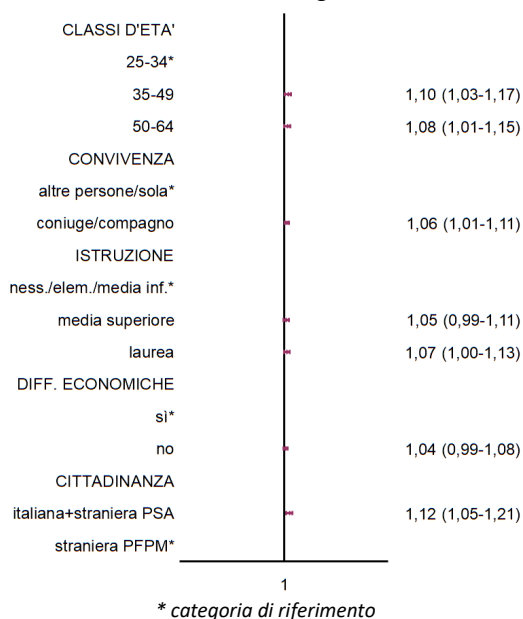 CLASSI D'ETA'
25-34*
35-49 1,10 (1,03-1,17)
50-64 1,08 (1,01-1,15)
CONVIVENZA
altre persone/sola*
coniuge/compagno 1,06 (1,01-1,11)
ISTRUZIONE
ness./elem./media inf.*
media superiore 1,05 (0,99-1,11)
laurea 1,07 (1,00-1,13)
DIFF. ECONOMICHE
sì*
no 1,04 (0,99-1,08)
CITTADINANZA
italiana+straniera PSA 1,12 (1,05-1,21)
straniera PFPM*
1
* categoria di riferimento